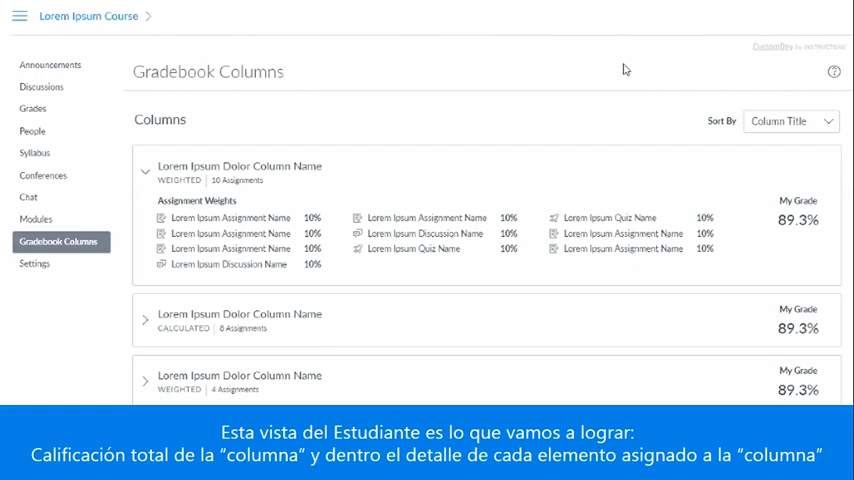 Lorem Ipsum Course
CustomDev by INSTRUCTURE
Announcements
Discussions
Grades
People
Syllabus
Conferences
Chat
Modules
Gradebook Columns
Settings
Gradebook Columns
Columns
Sort By Column Title
Lorem Ipsum Dolor Column Name
WEIGHTED | 10 Assignments
Assignment Weights
My Grade
89.3%
Lorem Ipsum Assignment Name 10% Lorem Ipsum Assignment Name 10% Lorem Ipsum Quiz Name 10%
Lorem Ipsum Assignment Name 10% Lorem Ipsum Discussion Name 10% Lorem Ipsum Assignment Name 10%
Lorem Ipsum Assignment Name 10% Lorem Ipsum Quiz Name 10% Lorem Ipsum Assignment Name 10%
Lorem Ipsum Discussion Name 10%
Lorem Ipsum Dolor Column Name
CALCULATED | 8 Assignments
My Grade
89.3%
Lorem Ipsum Dolor Column Name
WEIGHTED | 4 Assignments
My Grade
89.3%
Esta vista del Estudiante es lo que vamos a lograr:
Calificación total de la “columna” y dentro el detalle de cada elemento asignado a la “columna”